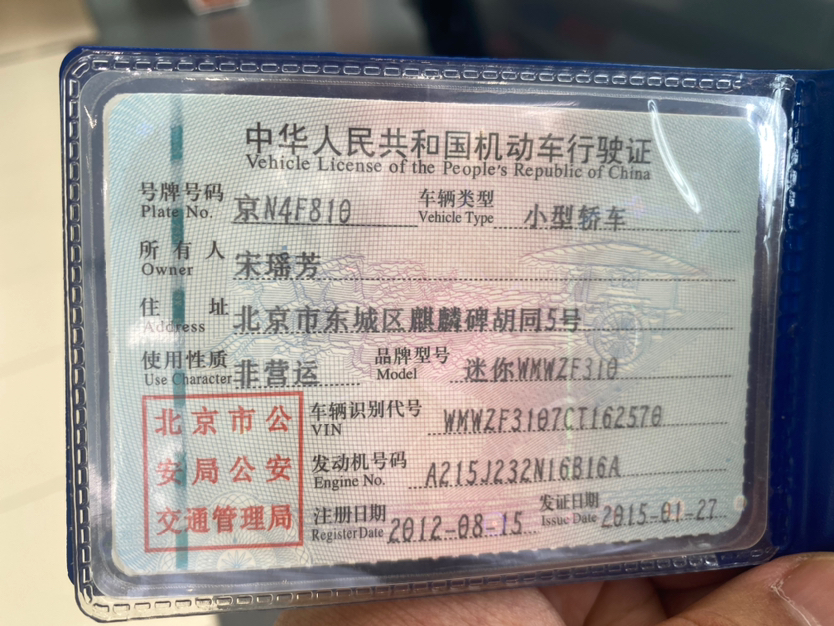 中华人民共和国机动车行驶证
Vehicle License of the People's Republic of China
号牌号码 京N4F810 车辆类型 小型轿车
Plate No. Vehicle Type
所有人 宋瑶芳
Owner
住址 北京市东城区麒麟碑胡同5号
Address
使用性质 非营运 品牌型号 迷你WMWZF310
Use Character Model
北京市公
安局公安
交通管理局
车辆识别代号 WMWZF3107CT162570
VIN
发动机号码 A215J232N16B16A
Engine No.
注册日期 2012-08-15 发证日期 2015-01-27
Register Date Issue Date